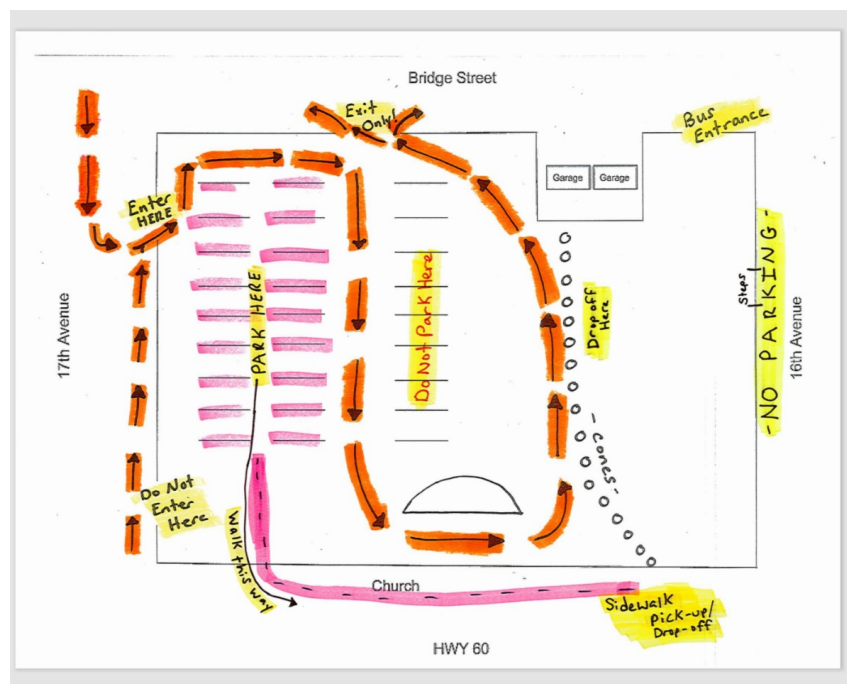 Bridge Street
Exit
Only!
Bus
Entrance
Garage
Garage
Enter
HERE
PARK HERE
Do Not Park Here
Drop off
Here
Steps
-NO PARKING-
17th Avenue
16th Avenue
-cones-
Do Not
Enter
Here
Walk this way
Church
Sidewalk
pick-up/
Drop-off
HWY 60